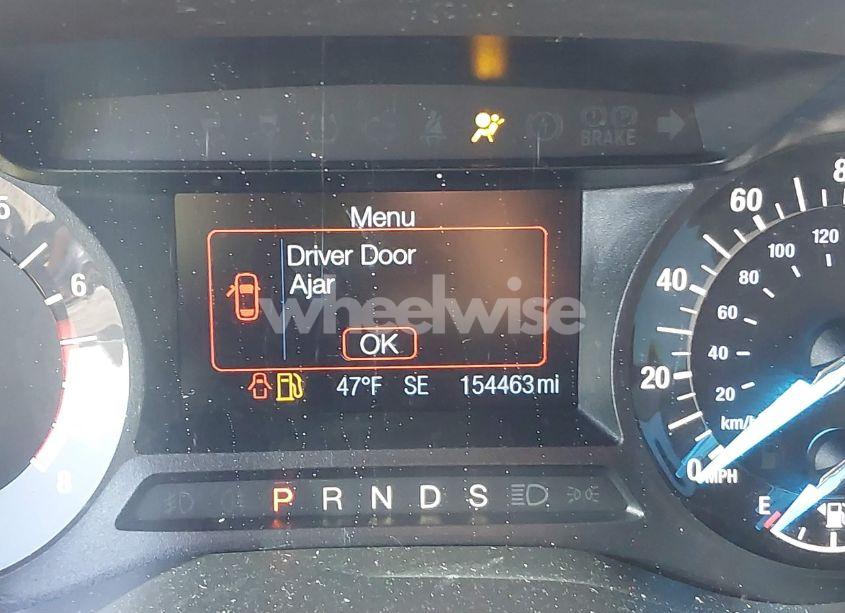 BRAKE
Menu
Driver Door
Ajar
wheelwise
OK
47°F SE 154463 mi
P R N D S
5
6
8
0
20
40
60
8
20
40
60
80
100
120
km/h
MPH
E